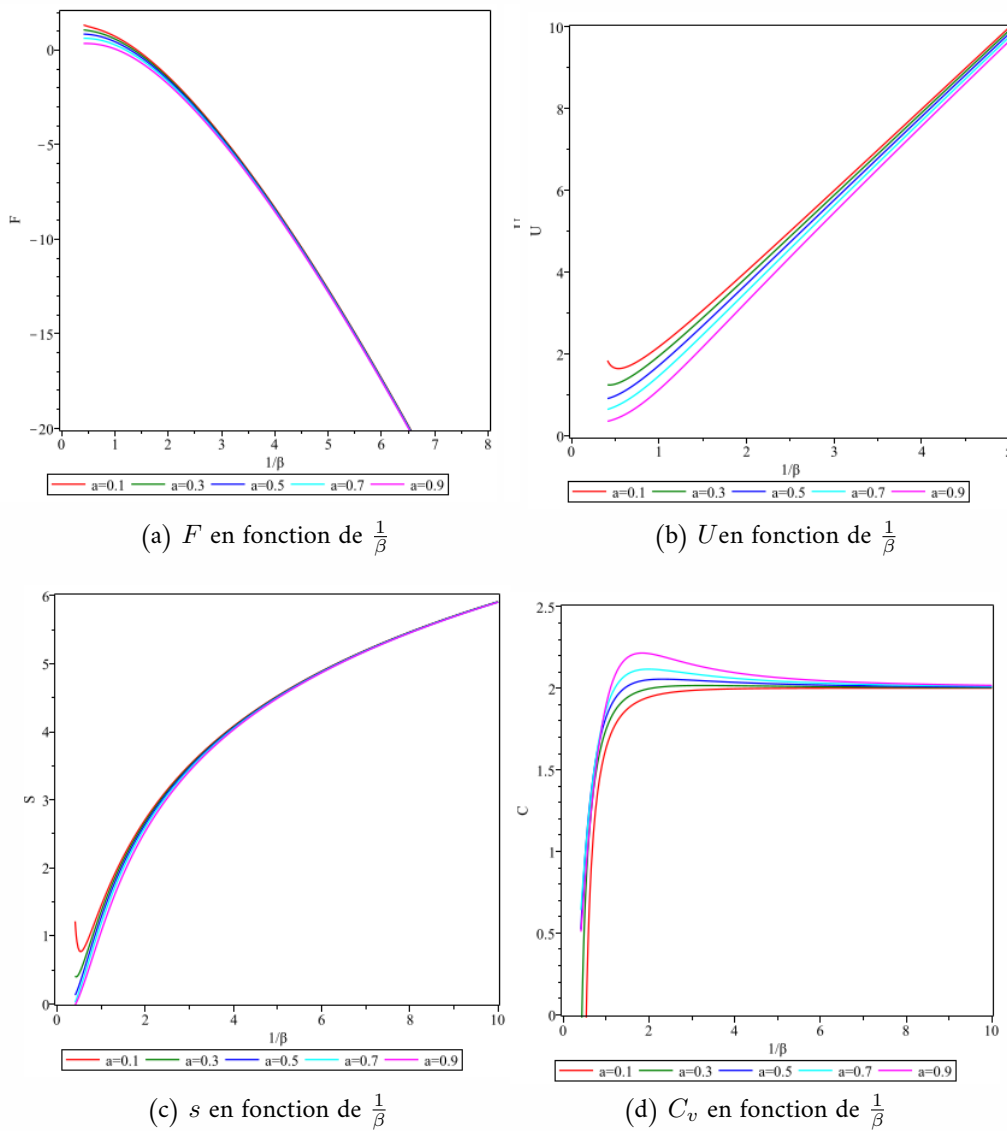 0
−5
−10
−15
−20
F
0 1 2 3 4 5 6 7 8
1/β
a=0.1 a=0.3 a=0.5 a=0.7 a=0.9
(a) F en fonction de 1/β
10
8
6
4
2
0
U
0 1 2 3 4
1/β
a=0.1 a=0.3 a=0.5 a=0.7 a=0.9
(b) Uen fonction de 1/β
6
5
4
3
2
1
0
S
0 2 4 6 8 10
1/β
a=0.1 a=0.3 a=0.5 a=0.7 a=0.9
(c) s en fonction de 1/β
2.5
2
1.5
1
0.5
0
C
0 2 4 6 8 10
1/β
a=0.1 a=0.3 a=0.5 a=0.7 a=0.9
(d) Cv en fonction de 1/β